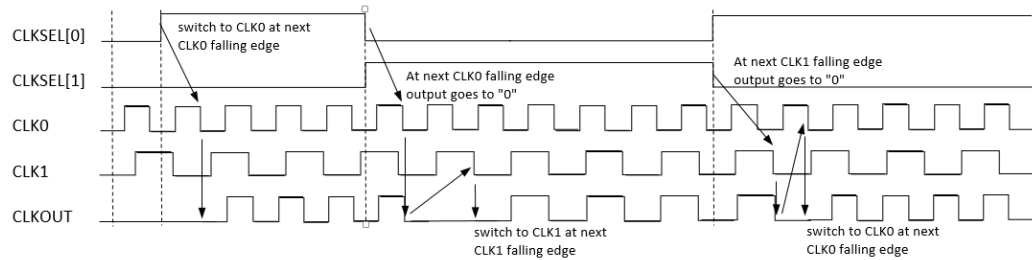 CLKSEL[0]
switch to CLK0 at next
CLK0 falling edge
CLKSEL[1]
At next CLK0 falling edge
output goes to "0"
At next CLK1 falling edge
output goes to "0"
CLK0
CLK1
CLKOUT
switch to CLK1 at next
CLK1 falling edge
switch to CLK0 at next
CLK0 falling edge